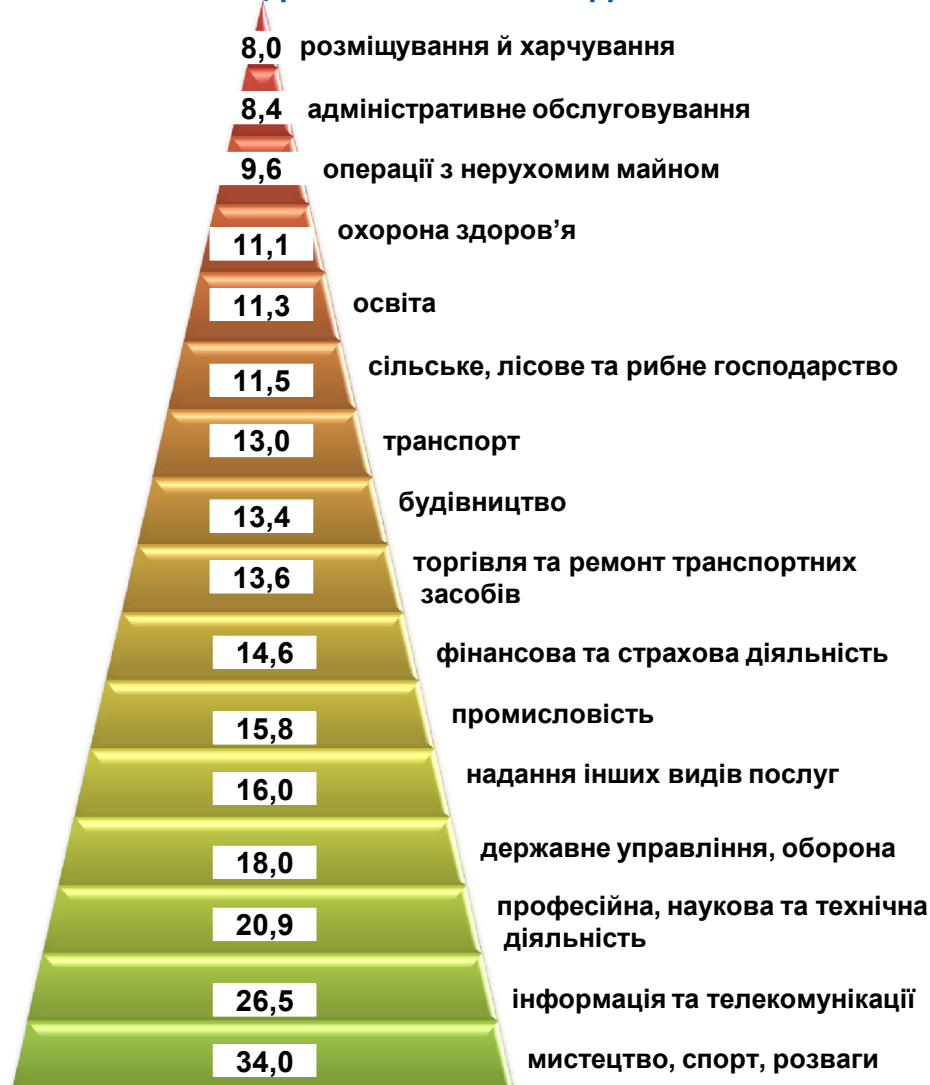 8,0 розміщування й харчування
8,4 адміністративне обслуговування
9,6 операції з нерухомим майном
11,1 охорона здоров’я
11,3 освіта
11,5 сільське, лісове та рибне господарство
13,0 транспорт
13,4 будівництво
13,6 торгівля та ремонт транспортних
засобів
14,6 фінансова та страхова діяльність
15,8 промисловість
16,0 надання інших видів послуг
18,0 державне управління, оборона
20,9 професійна, наукова та технічна
діяльність
26,5 інформація та телекомунікації
34,0 мистецтво, спорт, розваги